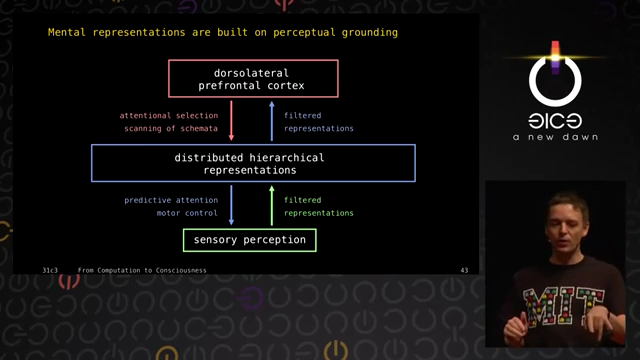 Mental representations are built on perceptual grounding
dorsolateral
prefrontal cortex
attentional selection
scanning of schemata
filtered
representations
distributed hierarchical
representations
predictive attention
motor control
filtered
representations
sensory perception
31c3 From Computation to Consciousness 43
a new dawn
MIT